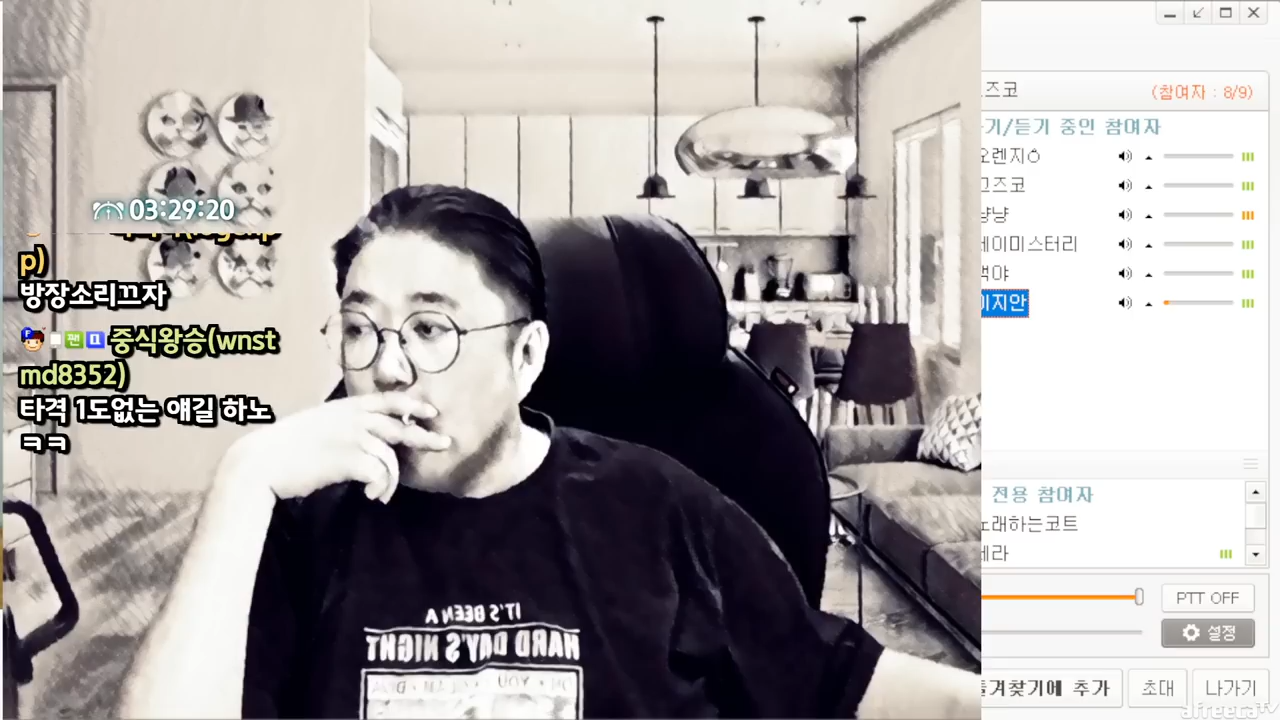 즈코
(참여자 : 8/9)
기/듣기 중인 참여자
오렌지
그즈코
냥냥
제이미스터리
백야
이지안
03:29:20
p)
방장소리끄자
팬 중식왕승(wnst
md8352)
타격 1도없는 얘길 하노
ㅋㅋ
전용 참여자
노래하는코트
세라
PTT OFF
설정
IT'S BEEN A
HARD DAY'S NIGHT
즐겨찾기에 추가
초대
나가기
afreecaTV